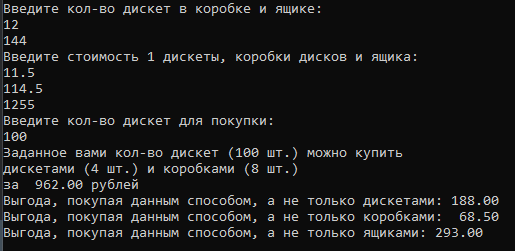 Введите кол-во дискет в коробке и ящике:
12
144
Введите стоимость 1 дискеты, коробки дисков и ящика:
11.5
114.5
1255
Введите кол-во дискет для покупки:
100
Заданное вами кол-во дискет (100 шт.) можно купить
дискетами (4 шт.) и коробками (8 шт.)
за  962.00 рублей
Выгода, покупая данным способом, а не только дискетами: 188.00
Выгода, покупая данным способом, а не только коробками:  68.50
Выгода, покупая данным способом, а не только ящиками: 293.00